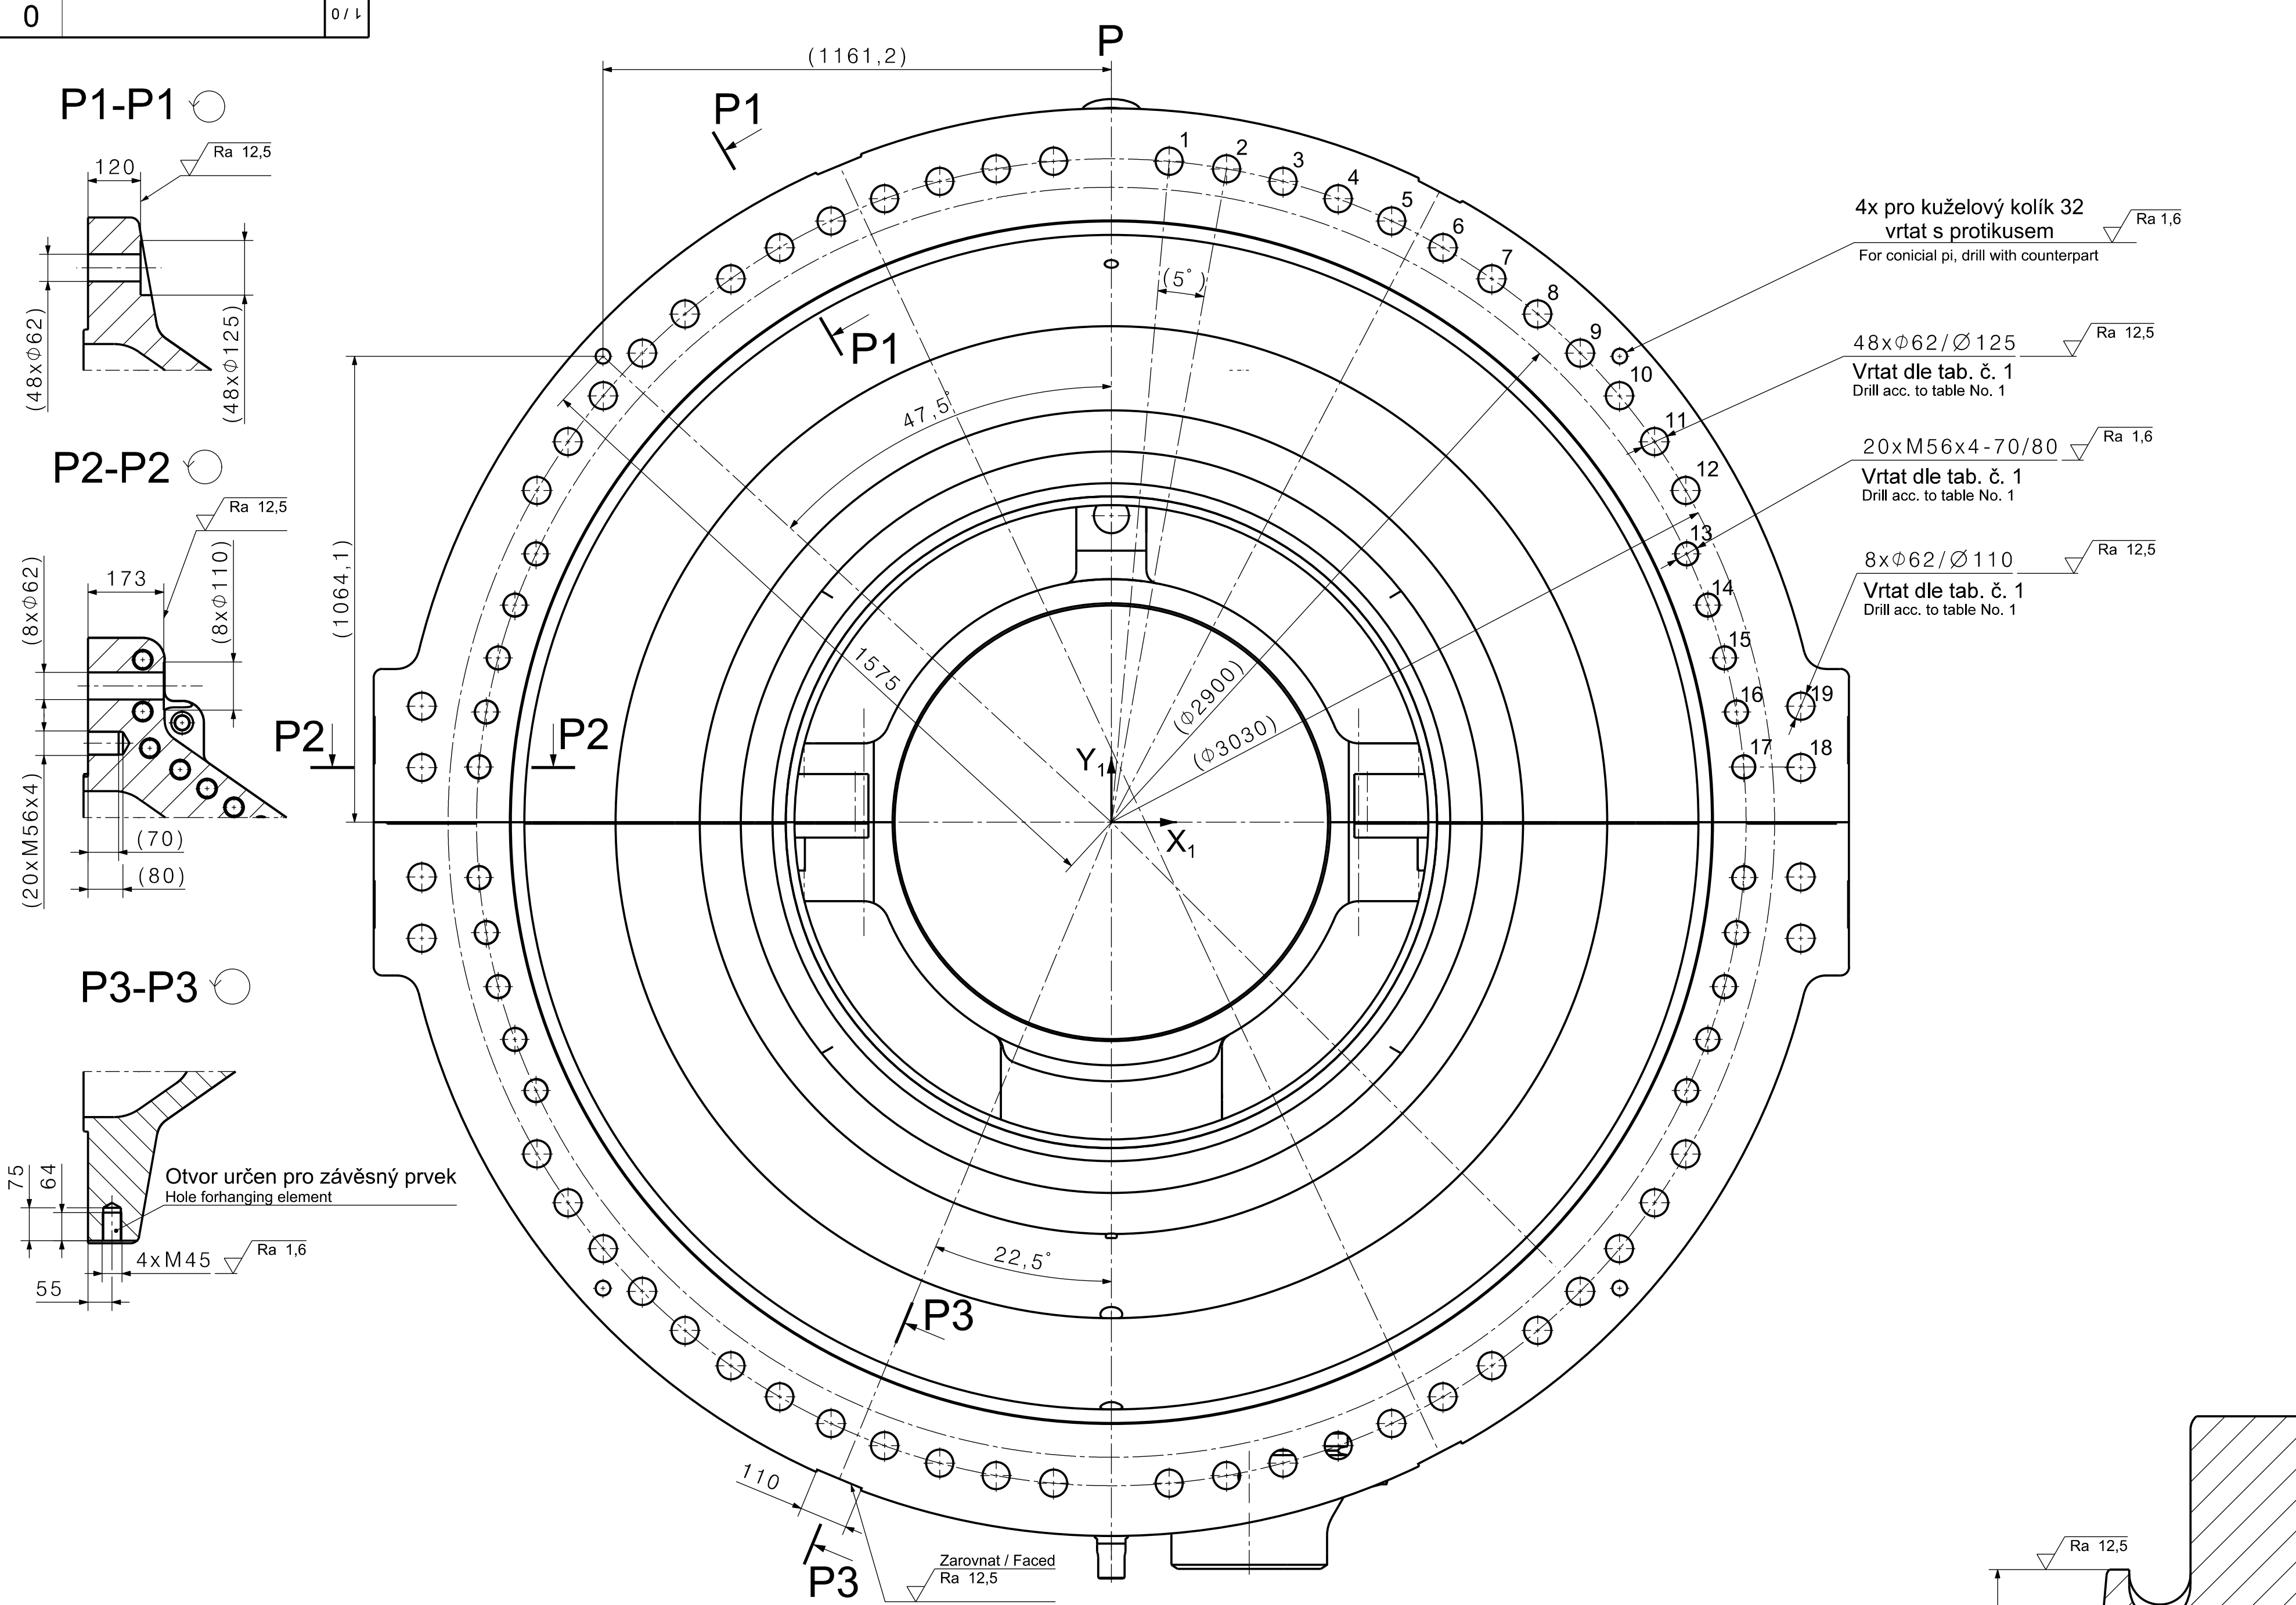 0
1/0
P1-P1
Ra 12,5
120
(48xΦ62)
(48xΦ125)
P2-P2
Ra 12,5
173
(8xΦ62)
(8xΦ110)
(20xM56x4)
(70)
(80)
P3-P3
75
64
Otvor určen pro závěsný prvek
Hole forhanging element
4xM45
Ra 1,6
55
P
(1161,2)
P1
P1
(1064,1)
47,5°
(5°)
1575
(Φ2900)
(Φ3030)
P2
P2
Y1
X1
1
2
3
4
5
6
7
8
9
10
11
12
13
14
15
16
17
18
19
22,5°
P3
110
P3
Zarovnat / Faced
Ra 12,5
4x pro kuželový kolík 32
vrtat s protikusem
Ra 1,6
For conicial pi, drill with counterpart
48xΦ62/∅125
Ra 12,5
Vrtat dle tab. č. 1
Drill acc. to table No. 1
20xM56x4-70/80
Ra 1,6
Vrtat dle tab. č. 1
Drill acc. to table No. 1
8xΦ62/∅110
Ra 12,5
Vrtat dle tab. č. 1
Drill acc. to table No. 1
Ra 12,5